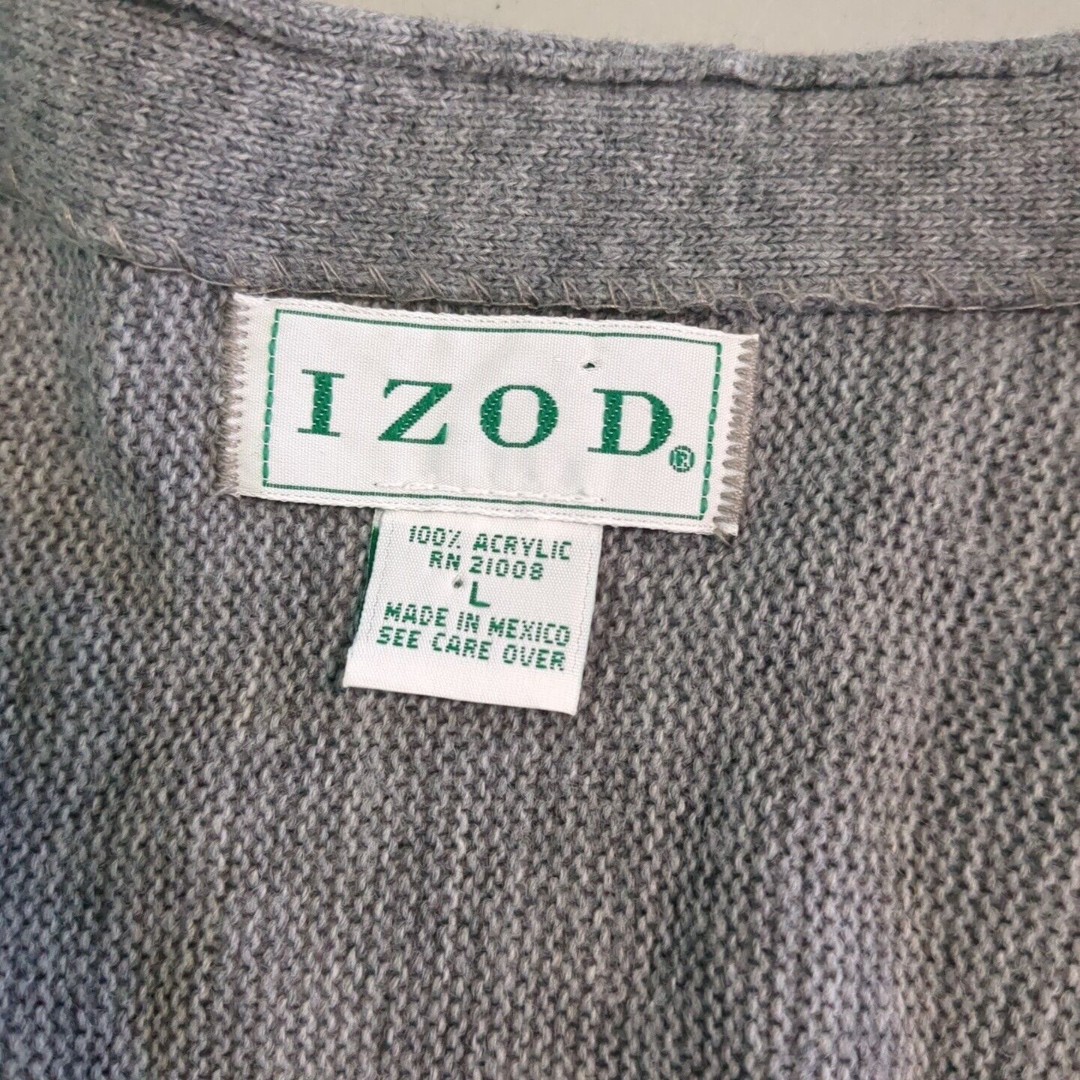 IZOD®
100% ACRYLIC
RN 21008
L
MADE IN MEXICO
SEE CARE OVER